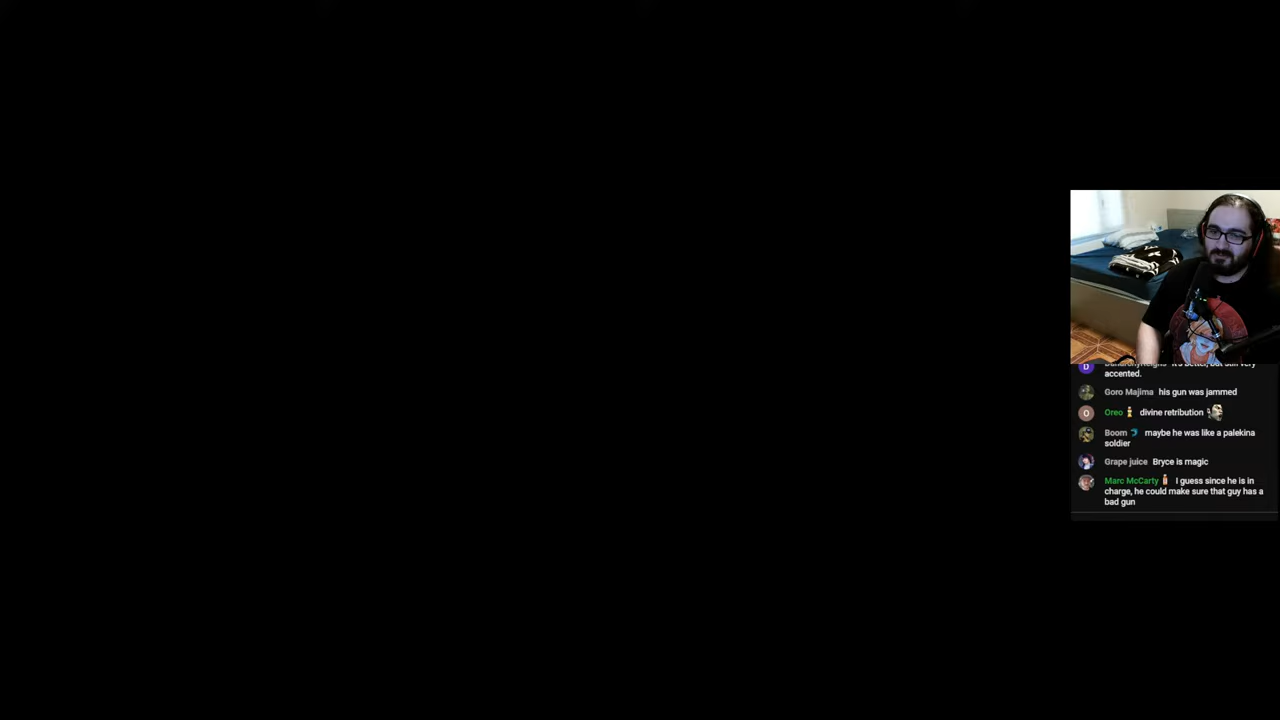 accented.
Goro Majima his gun was jammed
Oreo divine retribution
Boom maybe he was like a palekina
soldier
Grape juice Bryce is magic
Marc McCarty I guess since he is in
charge, he could make sure that guy has a
bad gun